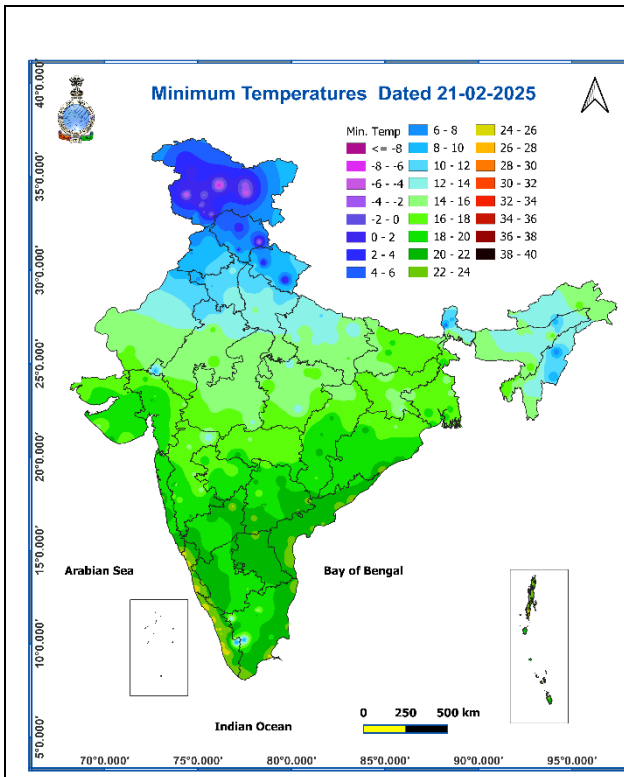 Minimum Temperatures Dated 21-02-2025
Min. Temp
<= -8
-8 - -6
-6 - -4
-4 - -2
-2 - 0
0 - 2
2 - 4
4 - 6
6 - 8
8 - 10
10 - 12
12 - 14
14 - 16
16 - 18
18 - 20
20 - 22
22 - 24
24 - 26
26 - 28
28 - 30
30 - 32
32 - 34
34 - 36
36 - 38
38 - 40
40°0.000'
35°0.000'
30°0.000'
25°0.000'
20°0.000'
15°0.000'
10°0.000'
5°0.000'
Arabian Sea
Bay of Bengal
Indian Ocean
0 250 500 km
70°0.000' 75°0.000' 80°0.000' 85°0.000' 90°0.000' 95°0.000'